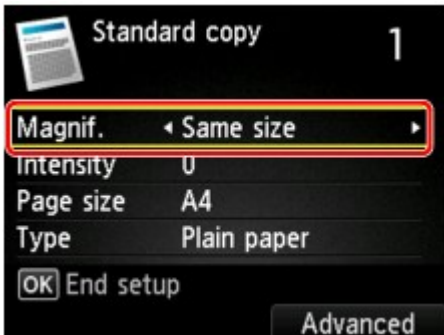 Standard copy 1
Magnif. Same size
Intensity 0
Page size A4
Type Plain paper
OK End setup
Advanced